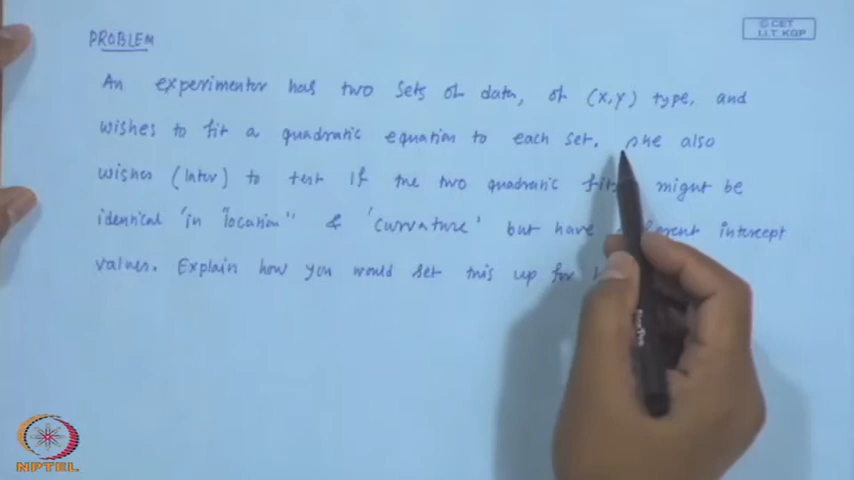 © CET
I.I.T. KGP
PROBLEM
An experimentor has two sets of data, of (X,Y) type, and
wishes to fit a quadratic equation to each set. She also
wishes (later) to test if the two quadratic fits might be
identical 'in "location" & 'curvature' but have intercept
values. Explain how you would set this up for
NPTEL